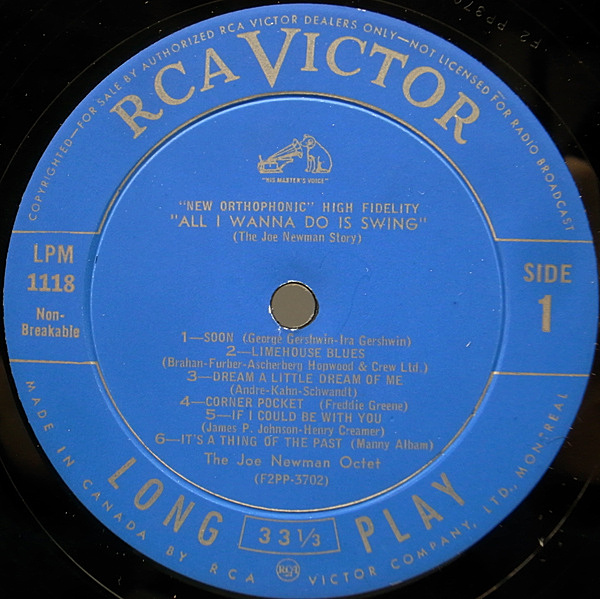 COPYRIGHTED—FOR SALE BY AUTHORIZED RCA VICTOR DEALERS ONLY—NOT LICENSED FOR RADIO BROADCAST
RCA VICTOR
"HIS MASTER'S VOICE"
"NEW ORTHOPHONIC" HIGH FIDELITY
"ALL I WANNA DO IS SWING"
(The Joe Newman Story)
LPM
1118
Non-
Breakable
SIDE
1
1—SOON (George Gershwin-Ira Gershwin)
2—LIMEHOUSE BLUES
(Brahan-Furber-Ascherberg Hopwood & Crew Ltd.)
3—DREAM A LITTLE DREAM OF ME
(Andre-Kahn-Schwandt)
4—CORNER POCKET (Freddie Greene)
5—IF I COULD BE WITH YOU
(James P. Johnson-Henry Creamer)
6—IT'S A THING OF THE PAST (Manny Albam)
The Joe Newman Octet
(F2PP-3702)
LONG 33 1/3 PLAY
MADE IN CANADA BY RCA VICTOR COMPANY, LTD., MONTREAL